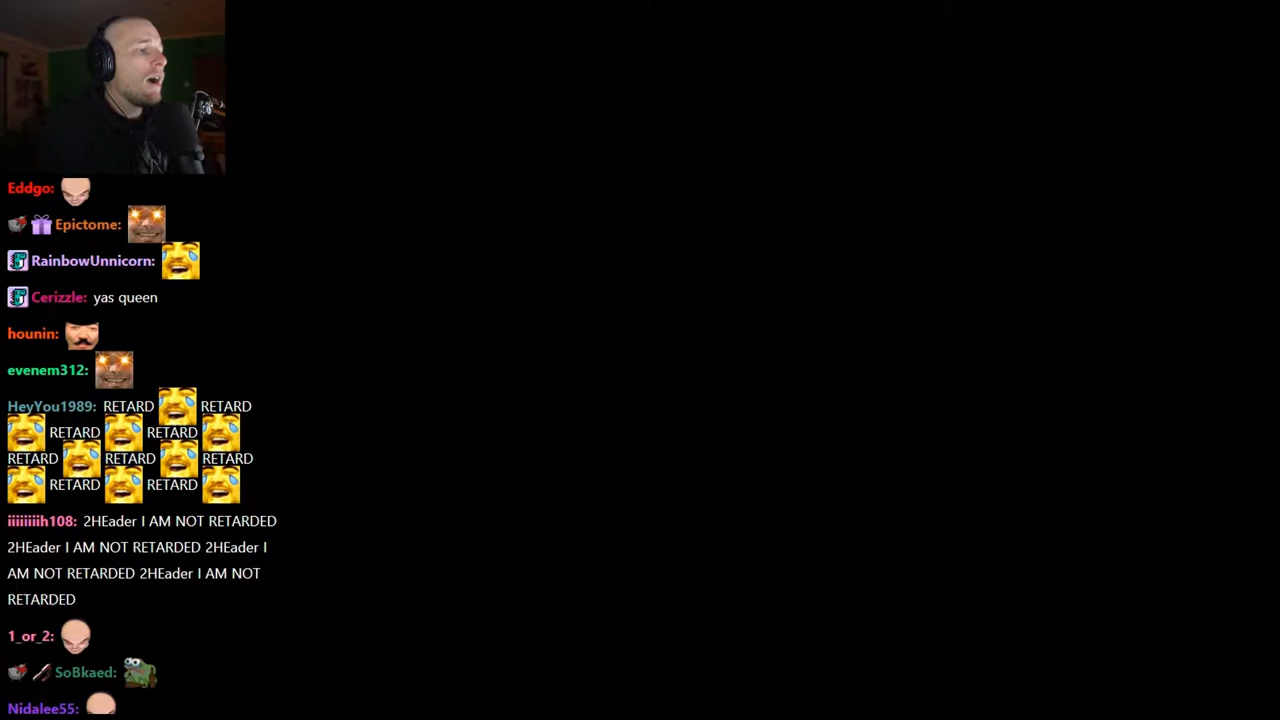 Eddgo:
Epictome:
RainbowUnnicorn:
Cerizzle: yas queen
hounin:
evenem312:
HeyYou1989: RETARD RETARD
RETARD RETARD
RETARD RETARD RETARD
RETARD RETARD
iiiiiiiih108: 2HEader I AM NOT RETARDED
2HEader I AM NOT RETARDED 2HEader I
AM NOT RETARDED 2HEader I AM NOT
RETARDED
1_or_2:
SoBkaed:
Nidalee55: